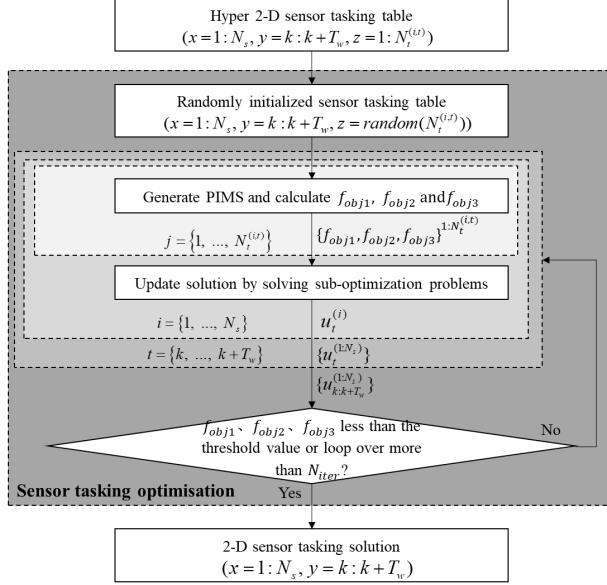 Hyper 2-D sensor tasking table
(x = 1 : N_s, y = k : k + T_w, z = 1 : N_t^{(i,t)})
Randomly initialized sensor tasking table
(x = 1 : N_s, y = k : k + T_w, z = random(N_t^{(i,t)}))
Generate PIMS and calculate f_{obj1}, f_{obj2} and f_{obj3}
j = {1, ..., N_t^{(i,t)}}
{f_{obj1}, f_{obj2}, f_{obj3}}^{1:N_t^{(i,t)}}
Update solution by solving sub-optimization problems
i = {1, ..., N_s}
u_t^{(i)}
t = {k, ..., k + T_w}
{u_t^{(1:N_s)}}
{u_{k:k+T_w}^{(1:N_s)}}
f_{obj1}、f_{obj2}、f_{obj3} less than the
threshold value or loop over more
than N_{iter}?
No
Sensor tasking optimisation
Yes
2-D sensor tasking solution
(x = 1 : N_s, y = k : k + T_w)